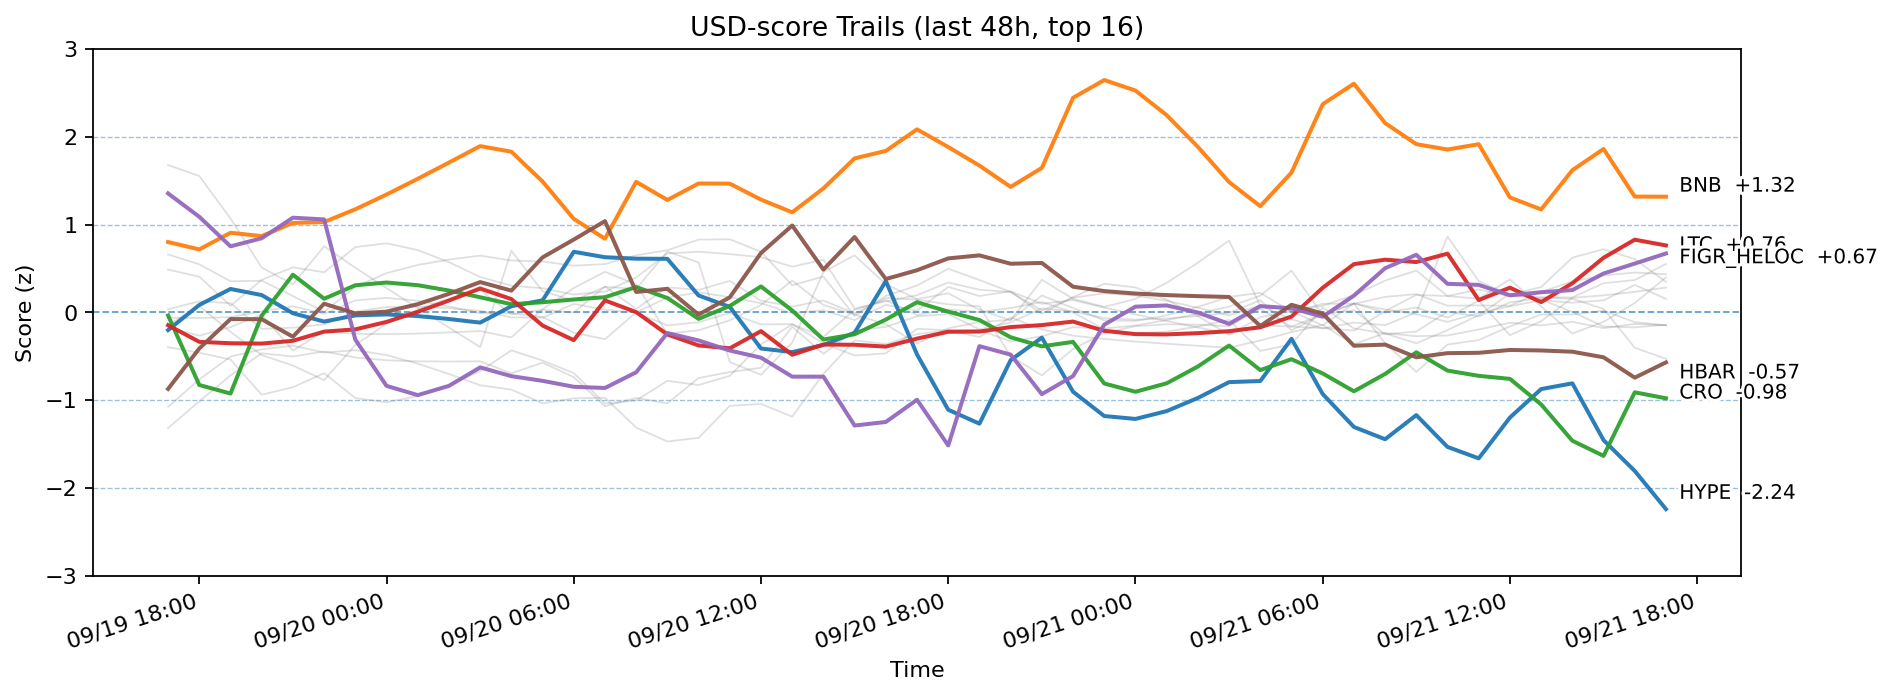 USD-score Trails (last 48h, top 16)
Score (z)
3
2
1
0
−1
−2
−3
BNB +1.32
LTC +0.76
FIGR_HELOC +0.67
HBAR -0.57
CRO -0.98
HYPE -2.24
09/19 18:00
09/20 00:00
09/20 06:00
09/20 12:00
09/20 18:00
09/21 00:00
09/21 06:00
09/21 12:00
09/21 18:00
Time